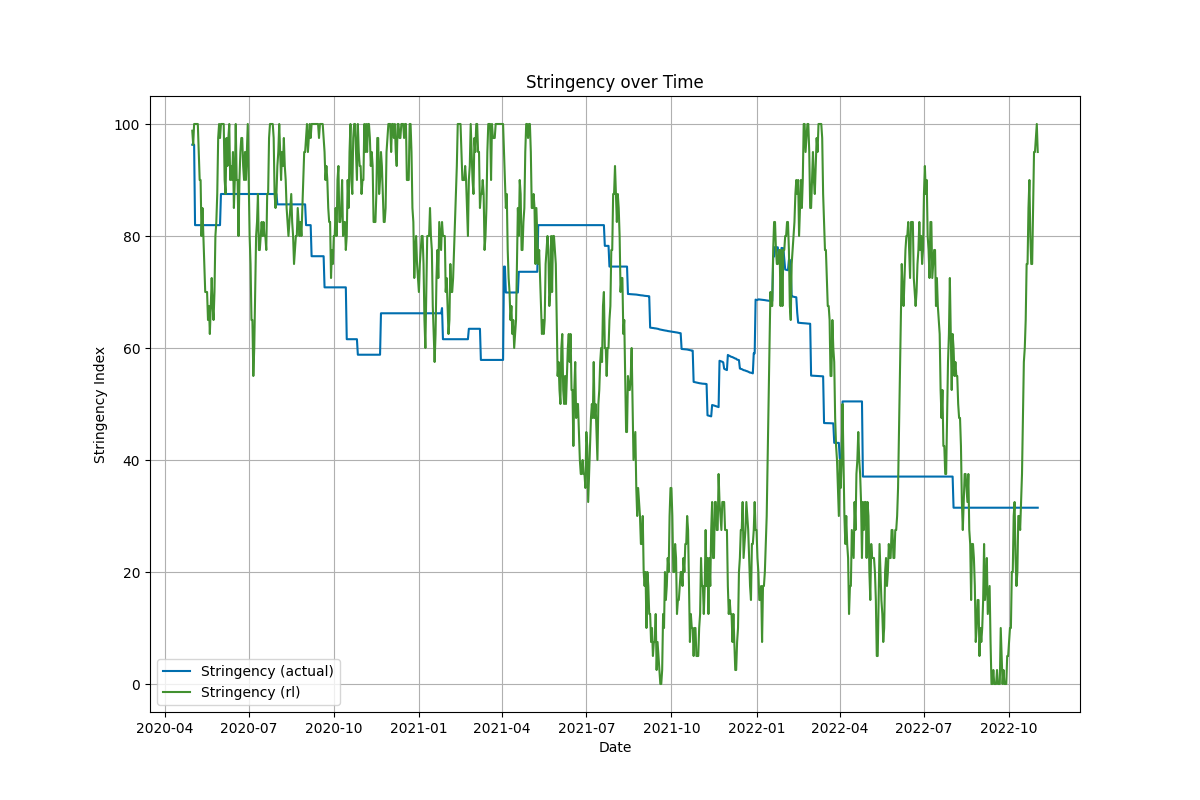 Stringency over Time
Stringency Index
100
80
60
40
20
0
Stringency (actual)
Stringency (rl)
2020-04 2020-07 2020-10 2021-01 2021-04 2021-07 2021-10 2022-01 2022-04 2022-07 2022-10
Date